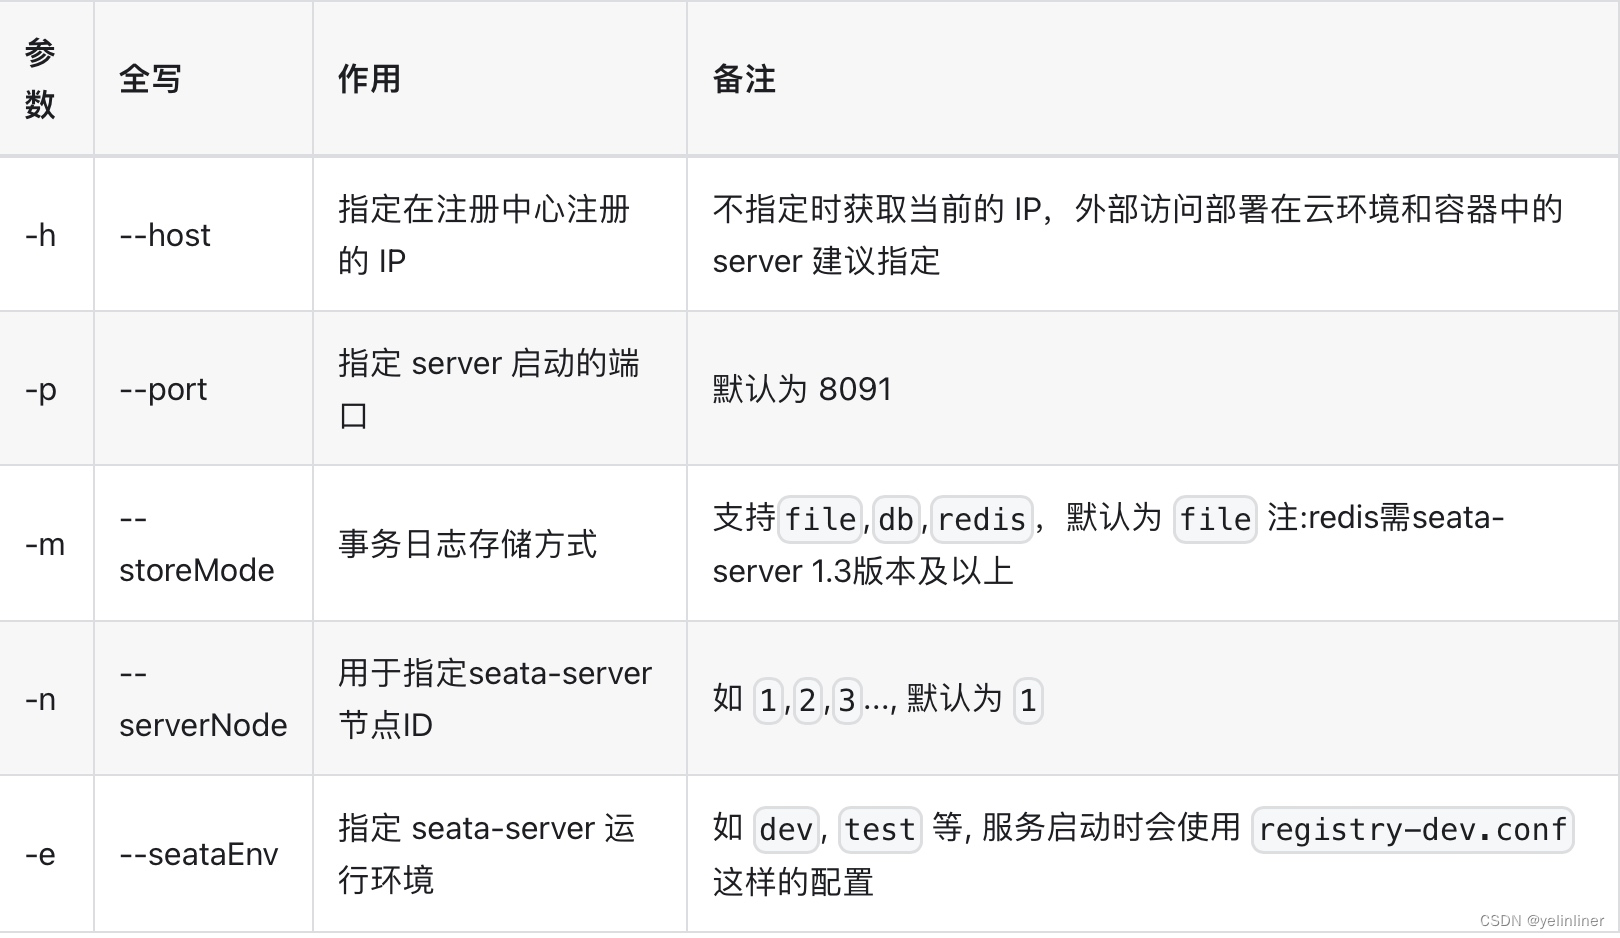 参
数
全写
作用
备注
-h
--host
指定在注册中心注册
的 IP
不指定时获取当前的 IP，外部访问部署在云环境和容器中的
server 建议指定
-p
--port
指定 server 启动的端
口
默认为 8091
-m
--
storeMode
事务日志存储方式
支持file,db,redis，默认为 file 注:redis需seata-
server 1.3版本及以上
-n
--
serverNode
用于指定seata-server
节点ID
如 1,2,3..., 默认为 1
-e
--seataEnv
指定 seata-server 运
行环境
如 dev, test 等, 服务启动时会使用 registry-dev.conf
这样的配置
CSDN @yelinliner